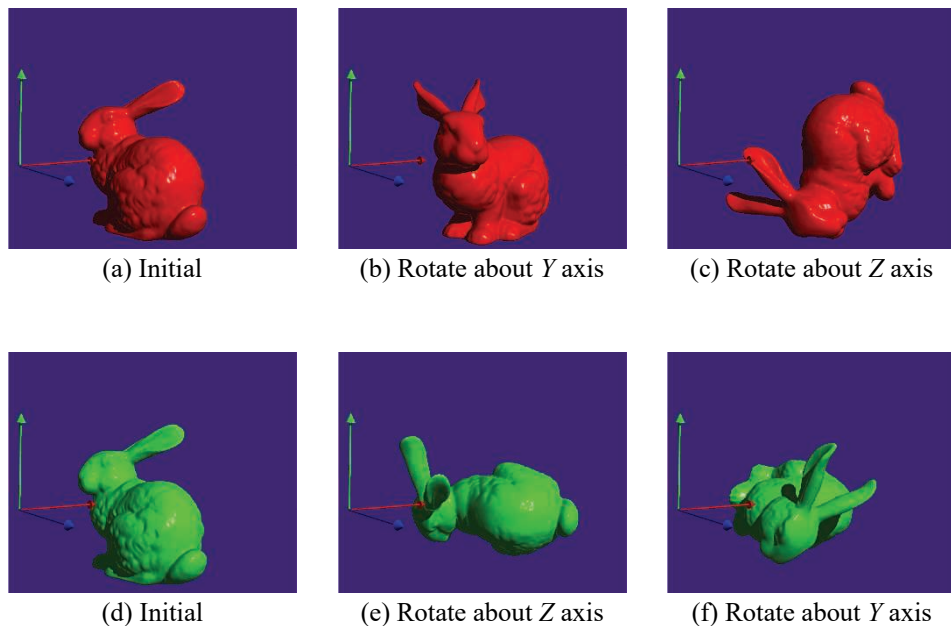 (a) Initial
(b) Rotate about Y axis
(c) Rotate about Z axis
(d) Initial
(e) Rotate about Z axis
(f) Rotate about Y axis